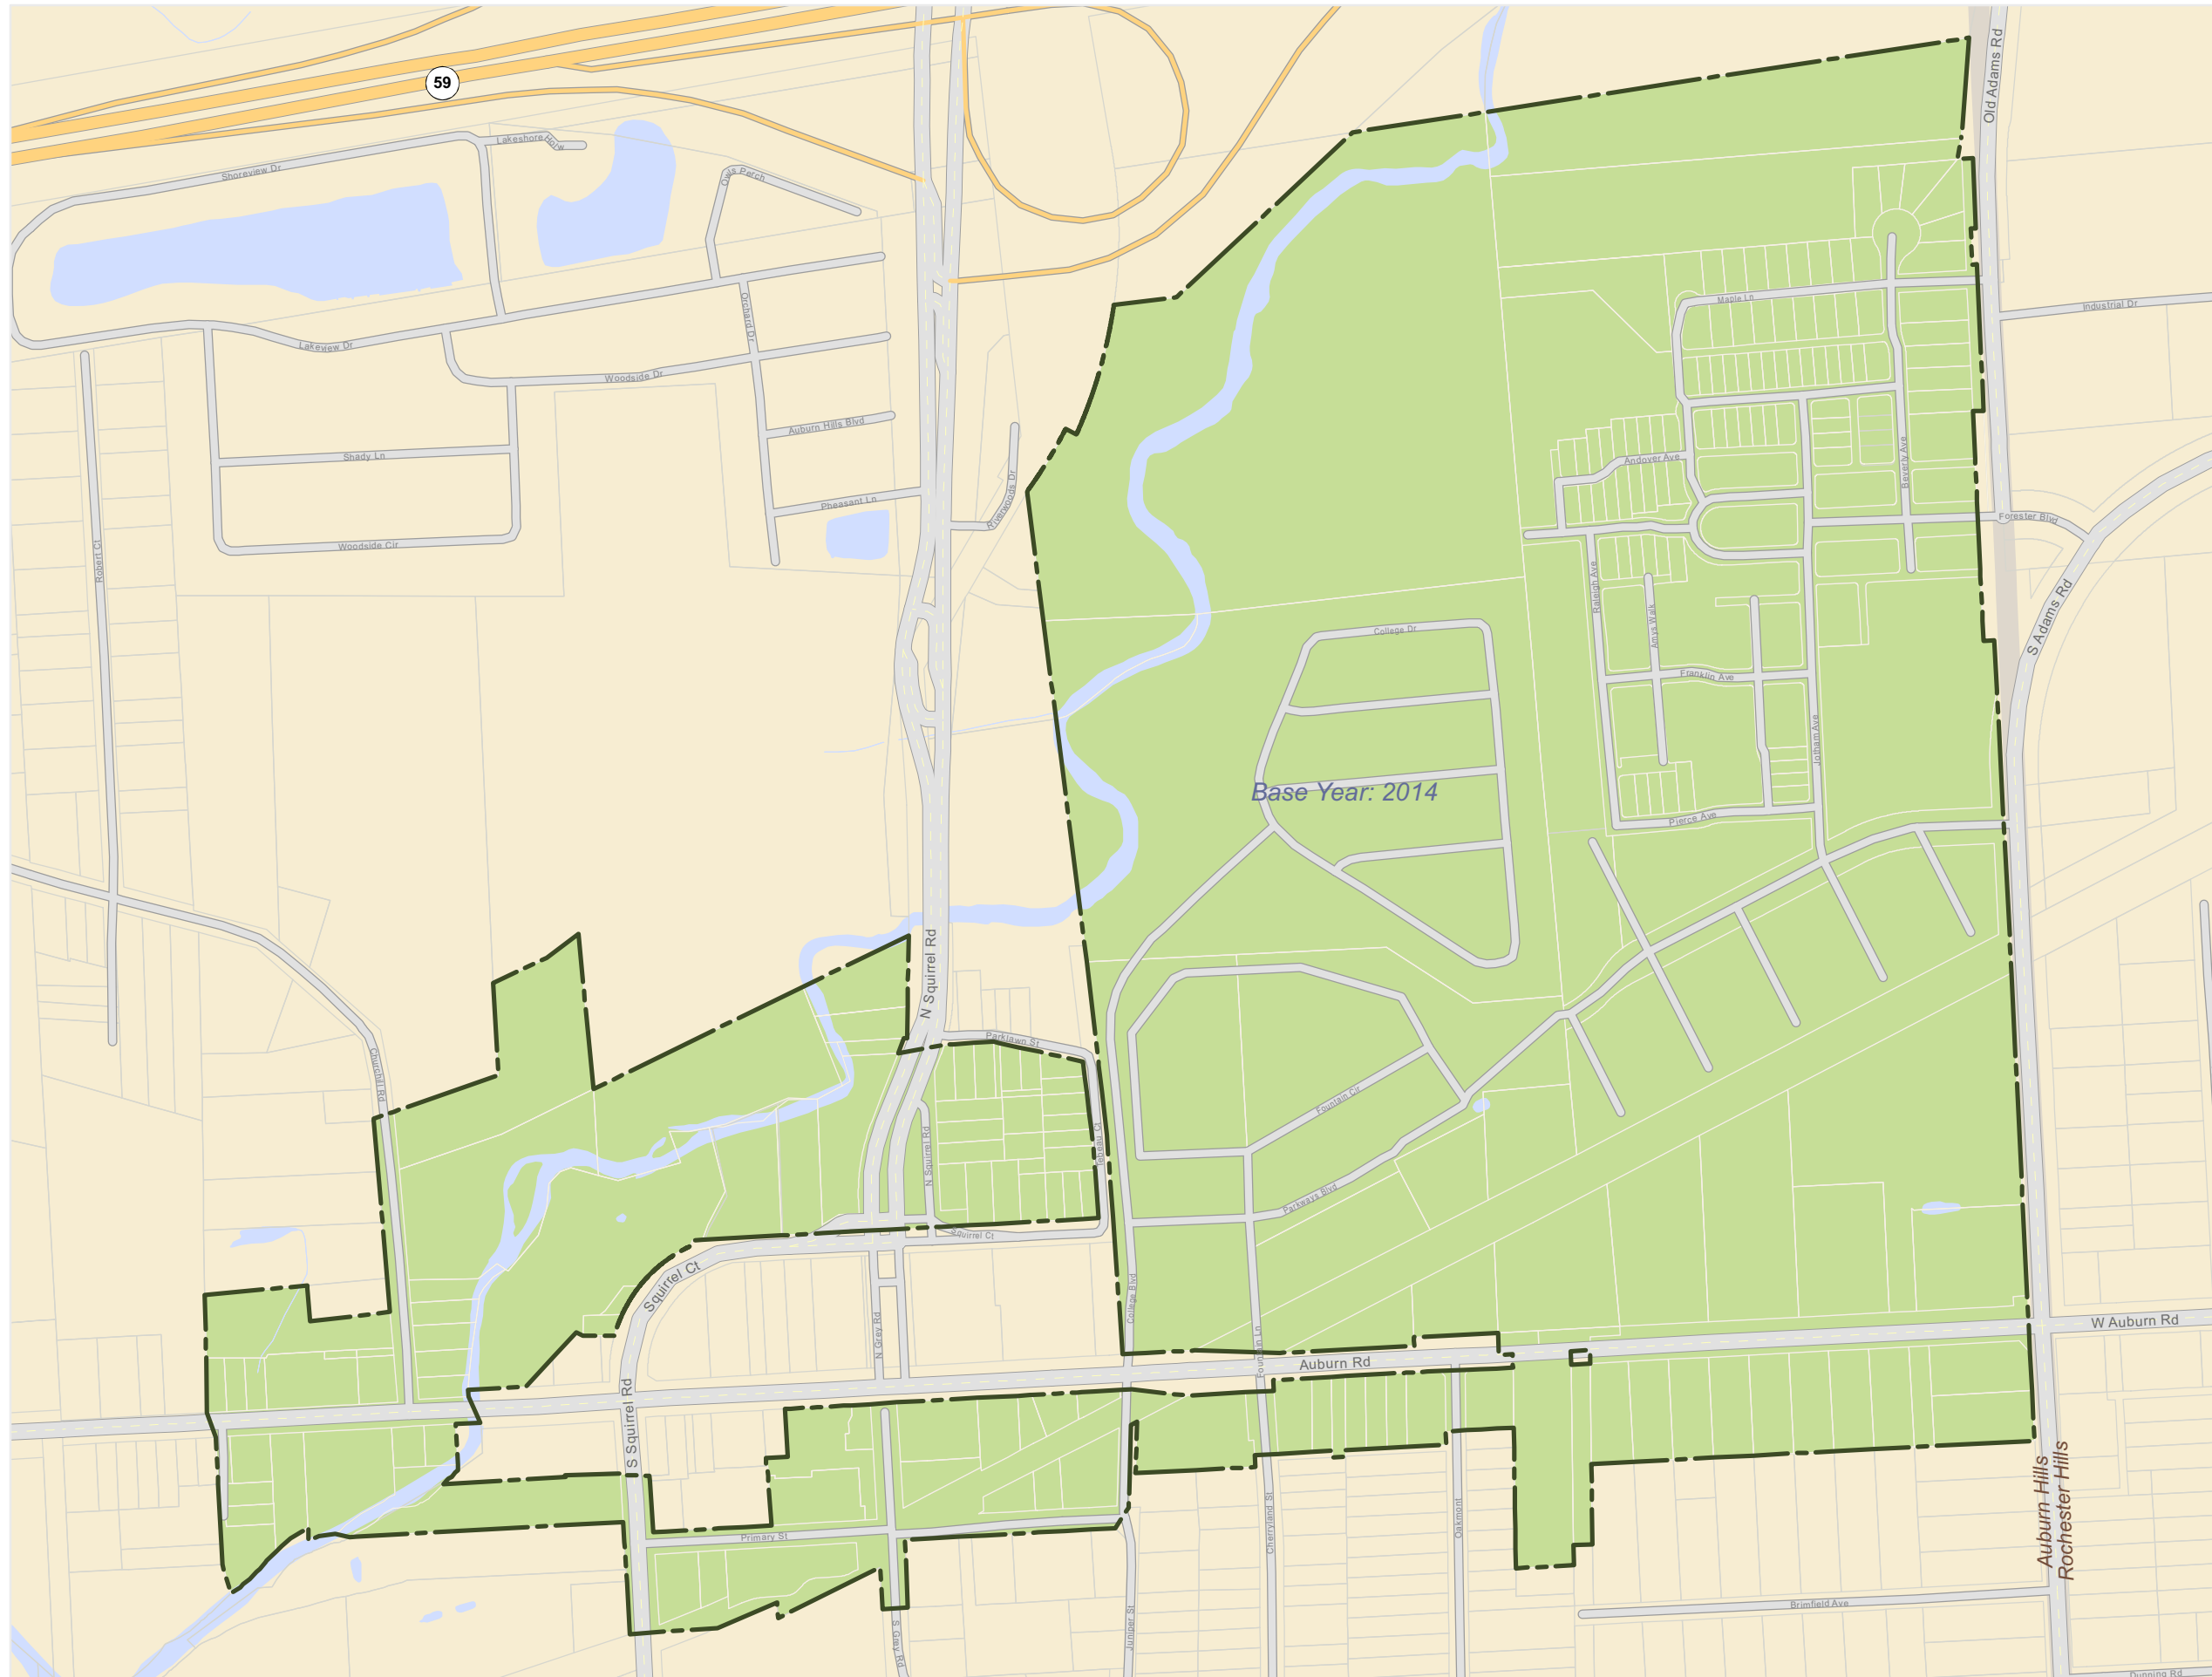 59
Old Adams Rd
Lakeshore
Shoreview Dr
Owls Perch
Maple Ln
Industrial Dr
Orchard Dr
Lakeview Dr
Woodside Dr
Auburn Hills Blvd
Shady Ln
Andover Ave
Beverly Ave
Riverwoods Dr
Pheasant Ln
Forester Blvd
Woodside Cir
Robert Ct
Raleigh Ave
S Adams Rd
Amys Walk
College Dr
Franklin Ave
Jotham Ave
Base Year: 2014
Pierce Ave
N Squirrel Rd
Parklawn St
Churchill Rd
Fountain Cir
Tebeau Ct
N Squirrel Rd
Parkways Blvd
Squirrel Ct
Squirrel Ct
College Blvd
W Auburn Rd
N Grey Rd
Fountain Ln
Auburn Rd
S Squirrel Rd
Auburn Hills
Rochester Hills
Cherryland St
Oakmont
Primary St
Brimfield Ave
Juniper St
S Grey Rd
Dunning Rd